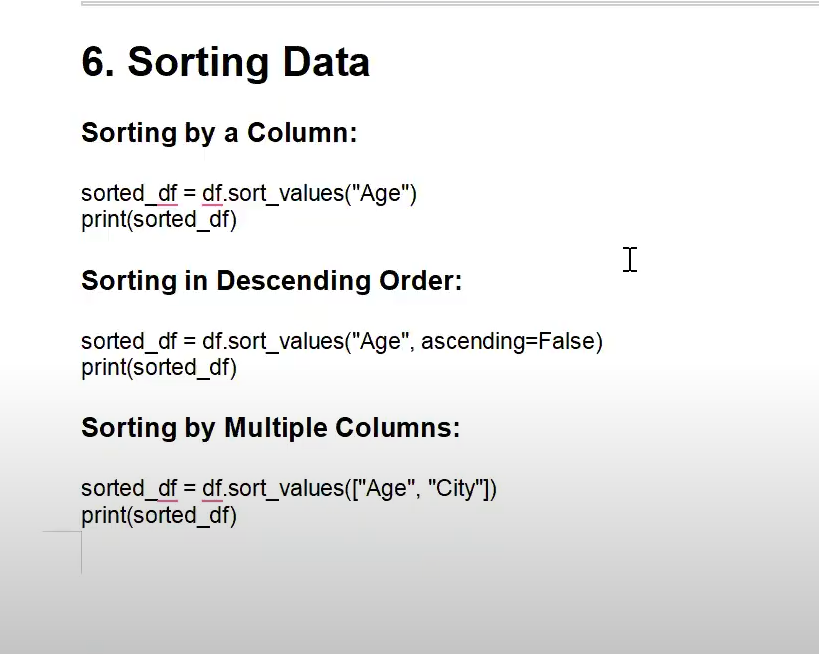 6. Sorting Data
Sorting by a Column:
sorted_df = df.sort_values("Age")
print(sorted_df)
Sorting in Descending Order:
sorted_df = df.sort_values("Age", ascending=False)
print(sorted_df)
Sorting by Multiple Columns:
sorted_df = df.sort_values(["Age", "City"])
print(sorted_df)